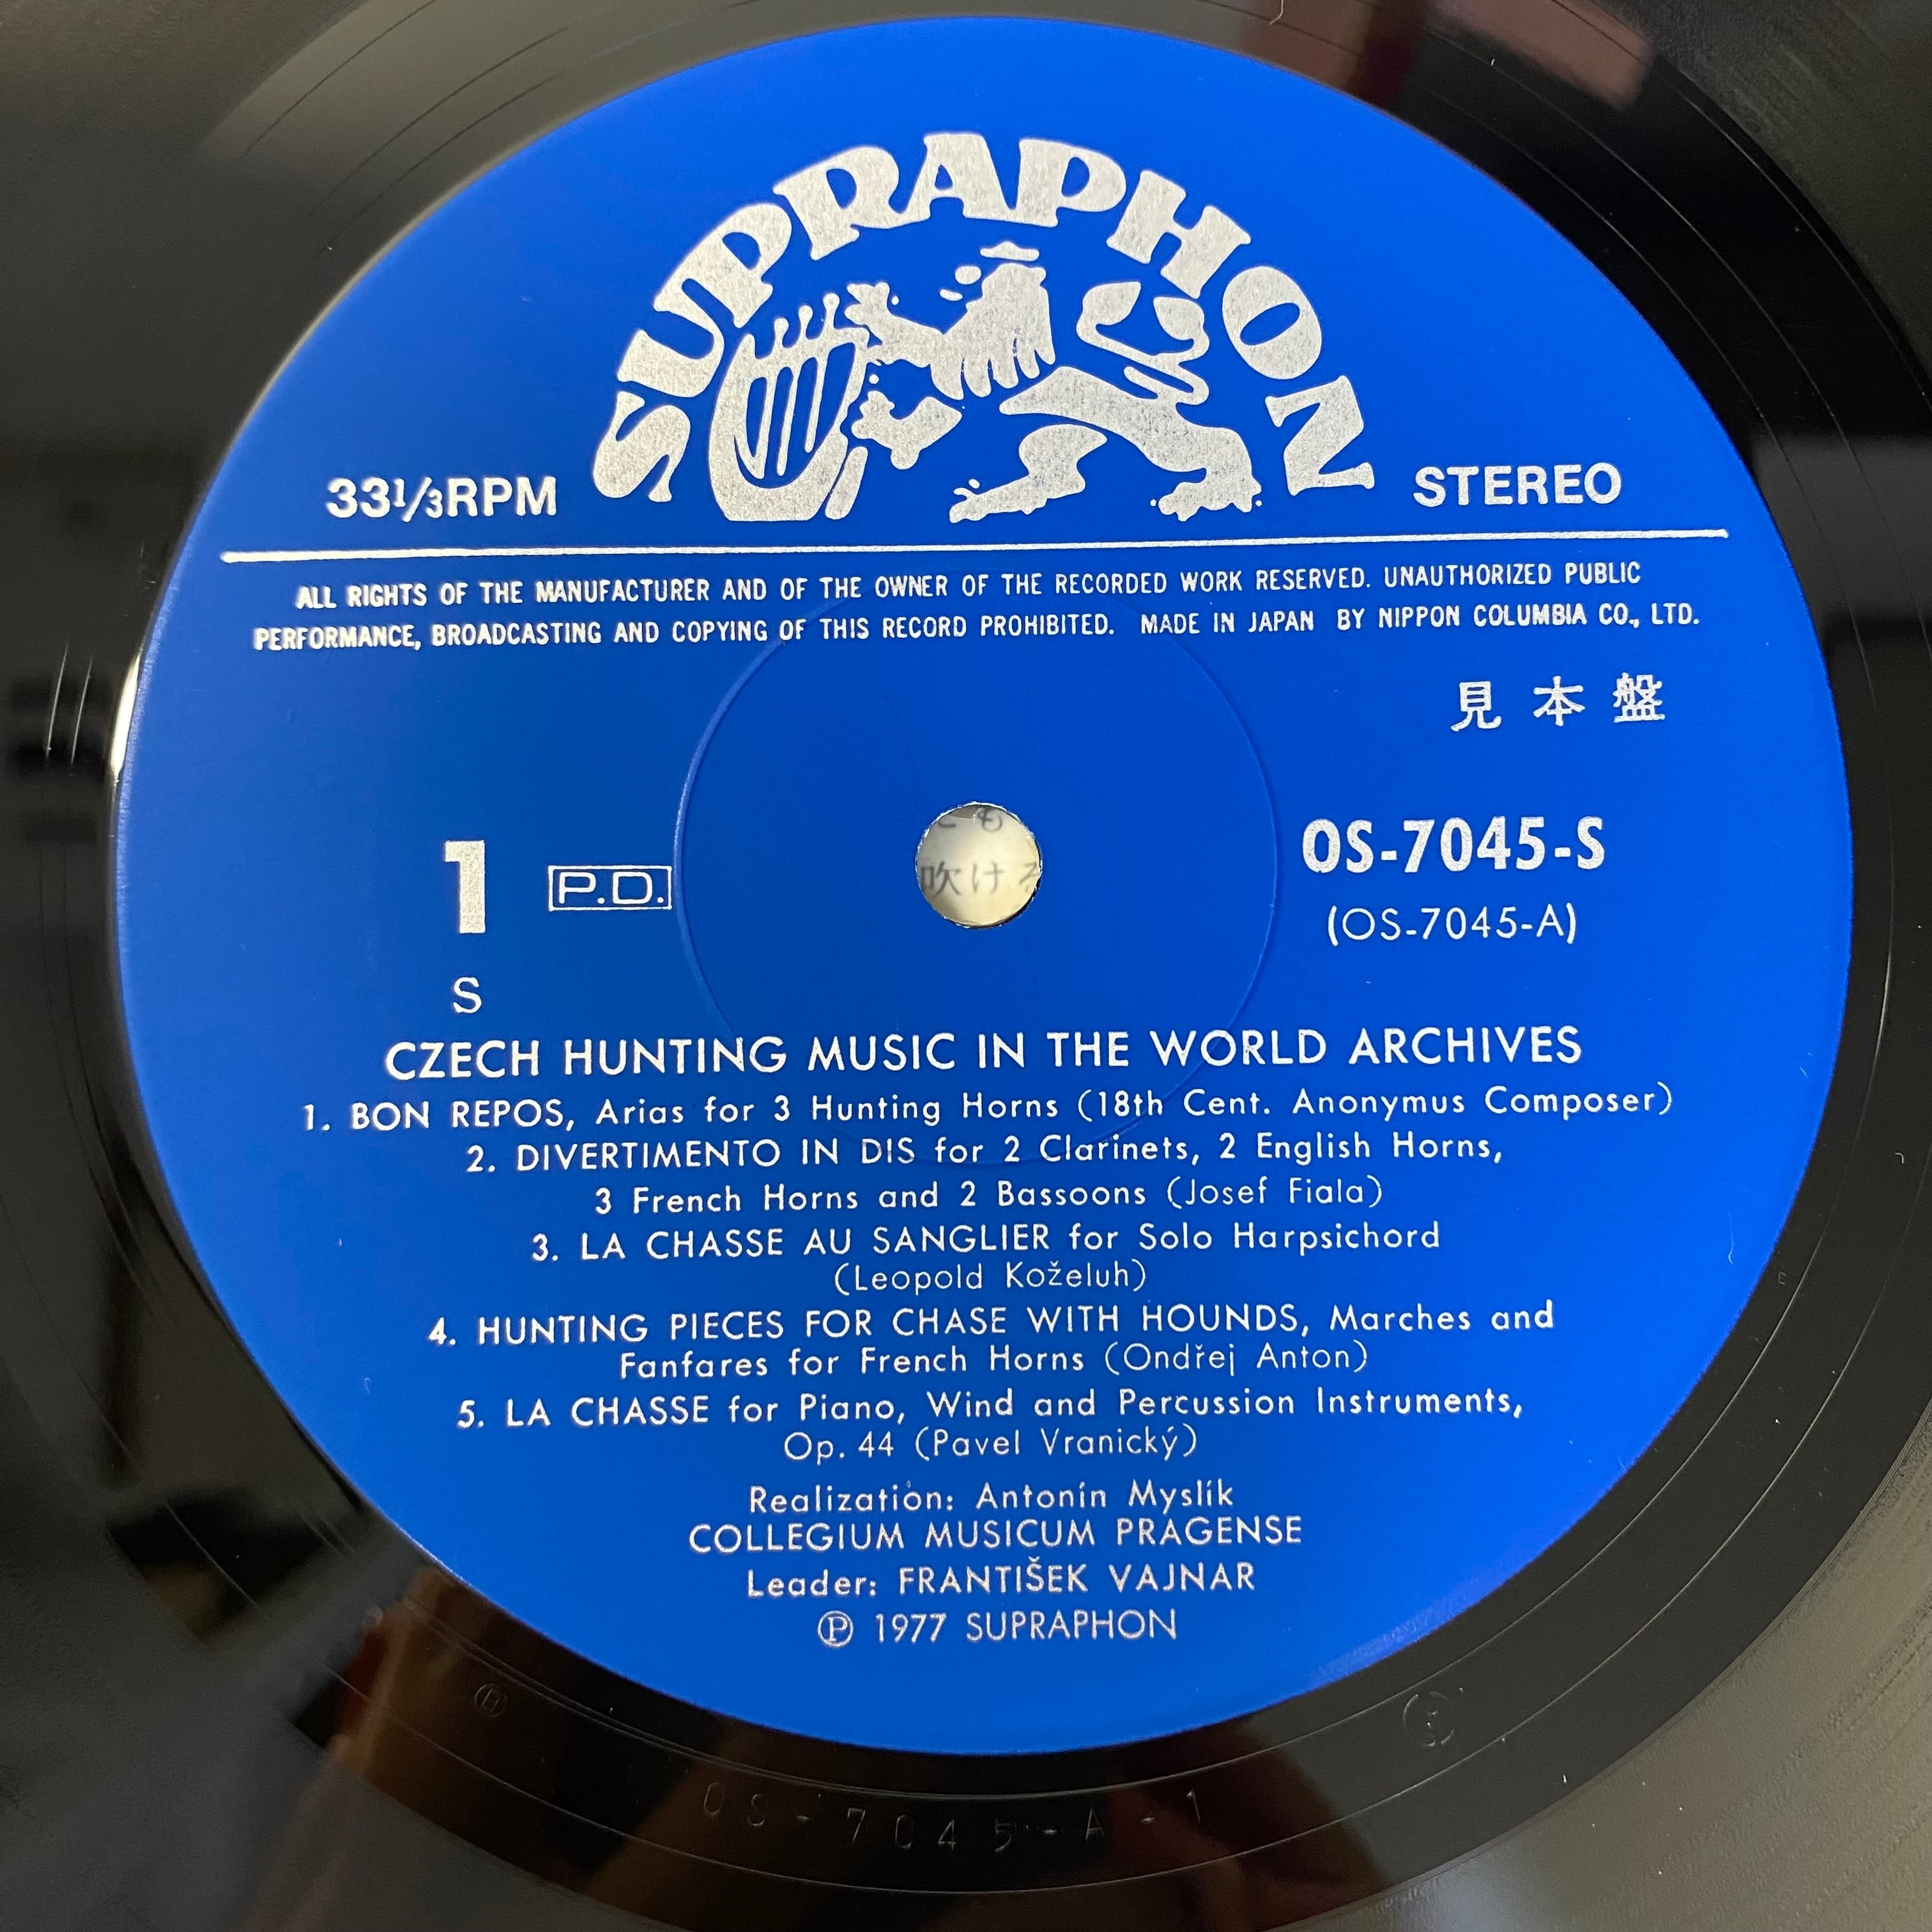 SUPRAPHON
33⅓RPM
STEREO
ALL RIGHTS OF THE MANUFACTURER AND OF THE OWNER OF THE RECORDED WORK RESERVED. UNAUTHORIZED PUBLIC
PERFORMANCE, BROADCASTING AND COPYING OF THIS RECORD PROHIBITED. MADE IN JAPAN BY NIPPON COLUMBIA CO., LTD.
見本盤
1 P.D.
OS-7045-S
(OS-7045-A)
S
吹ける
CZECH HUNTING MUSIC IN THE WORLD ARCHIVES
1. BON REPOS, Arias for 3 Hunting Horns (18th Cent. Anonymus Composer)
2. DIVERTIMENTO IN DIS for 2 Clarinets, 2 English Horns,
3 French Horns and 2 Bassoons (Josef Fiala)
3. LA CHASSE AU SANGLIER for Solo Harpsichord
(Leopold Koželuh)
4. HUNTING PIECES FOR CHASE WITH HOUNDS, Marches and
Fanfares for French Horns (Ondřej Anton)
5. LA CHASSE for Piano, Wind and Percussion Instruments,
Op. 44 (Pavel Vranický)
Realization: Antonín Myslík
COLLEGIUM MUSICUM PRAGENSE
Leader: FRANTIŠEK VAJNAR
Ⓟ 1977 SUPRAPHON
OS-7045-A-1